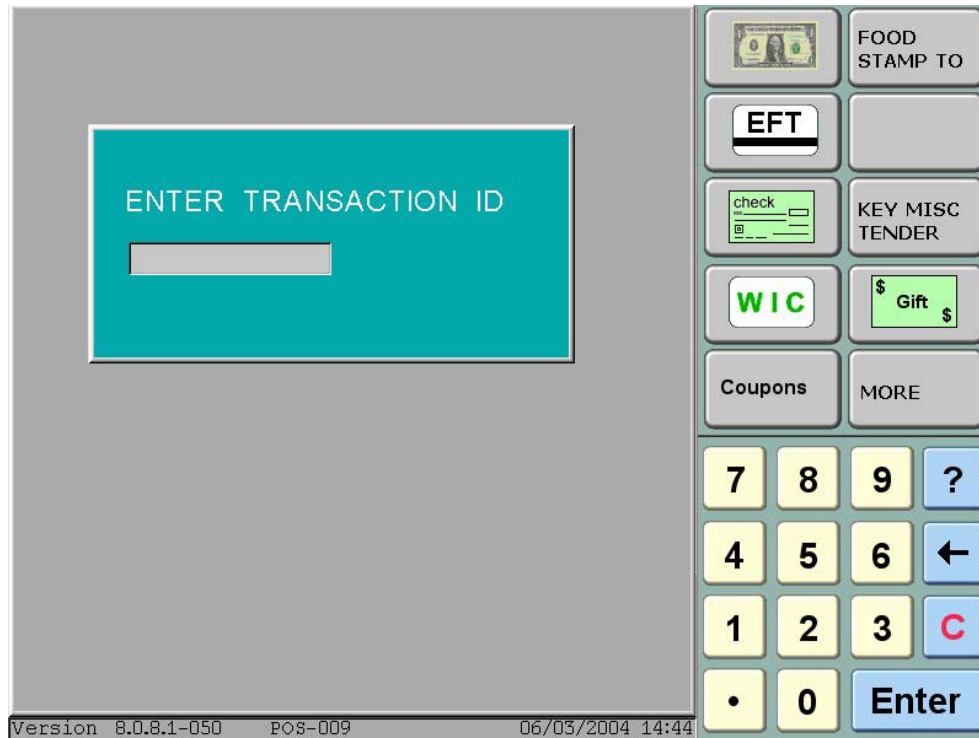 ENTER TRANSACTION ID
FOOD
STAMP TO
EFT
check
KEY MISC
TENDER
WIC
$ Gift $
Coupons
MORE
7 8 9 ?
4 5 6 ←
1 2 3 C
• 0 Enter
Version 8.0.8.1-050 POS-009 06/03/2004 14:44